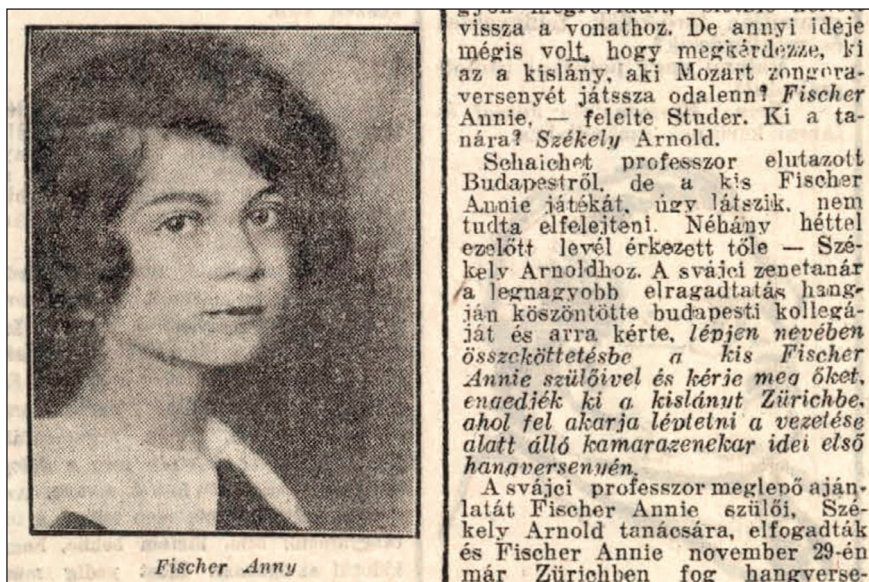 Fischer Anny
vissza a vonathoz. De annyi ideje
mégis volt, hogy megkérdezze, ki
az a kislány, aki Mozart zongora-
versenyét játssza odalenn? Fischer
Annie, — felelte Studer. Ki a ta-
nára? Székely Arnold.
Schaichet professzor elutazott
Budapestről, de a kis Fischer
Annie játékát, úgy látszik, nem
tudta elfelejteni. Néhány héttel
ezelőtt levél érkezett tőle — Szé-
kely Arnoldhoz. A svájci zenetanár
a legnagyobb elragadtatás hang-
ján köszöntötte budapesti kollegá-
ját és arra kérte, lépjen nevében
összeköttetésbe a kis Fischer
Annie szülőivel és kérje meg őket,
engedjék ki a kislányt Zürichbe,
ahol fel akarja léptetni a vezetése
alatt álló kamarazenekar idei első
hangversenyén.
A svájci professzor meglepő aján-
latát Fischer Annie szülői, Szé-
kely Arnold tanácsára, elfogadták
és Fischer Annie november 29-én
már Zürichben fog hangverse-